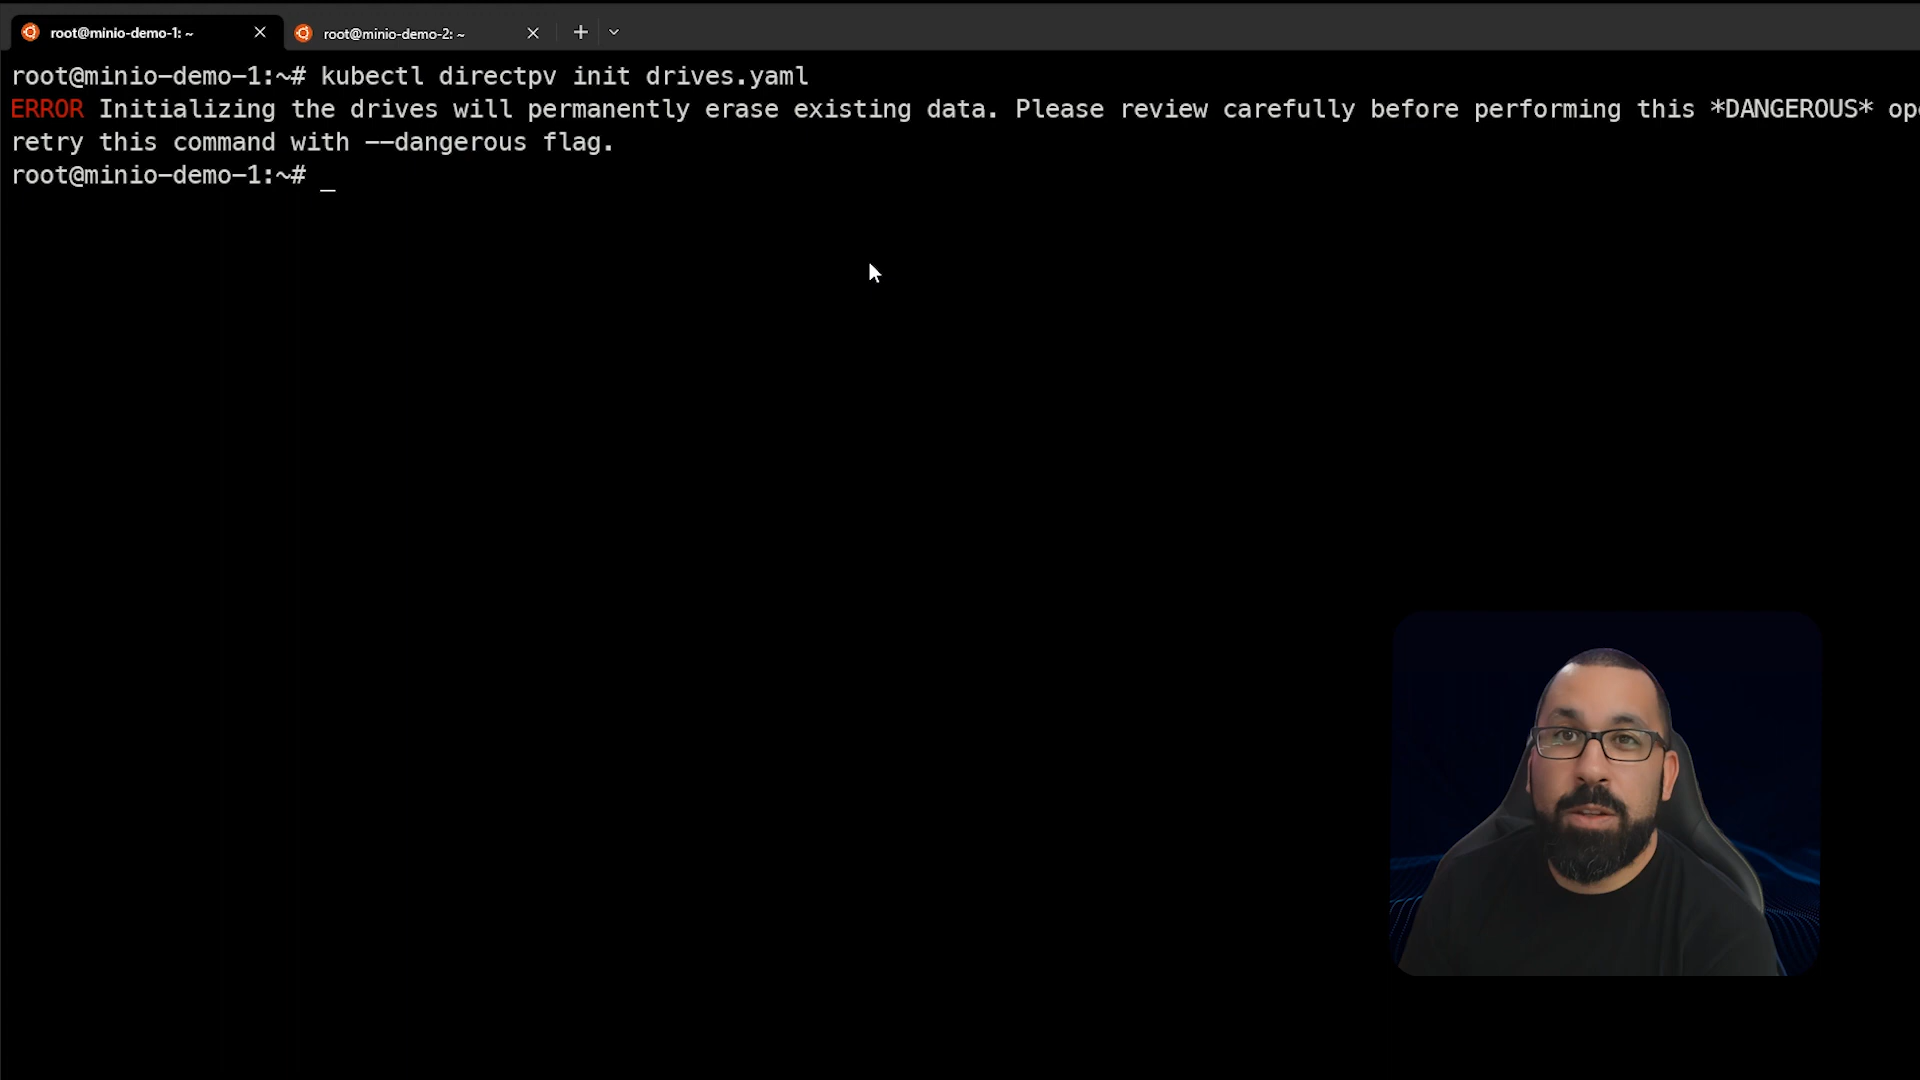 root@minio-demo-1: ~
root@minio-demo-2: ~
root@minio-demo-1:~# kubectl directpv init drives.yaml
ERROR Initializing the drives will permanently erase existing data. Please review carefully before performing this *DANGEROUS* ope
retry this command with --dangerous flag.
root@minio-demo-1:~# _